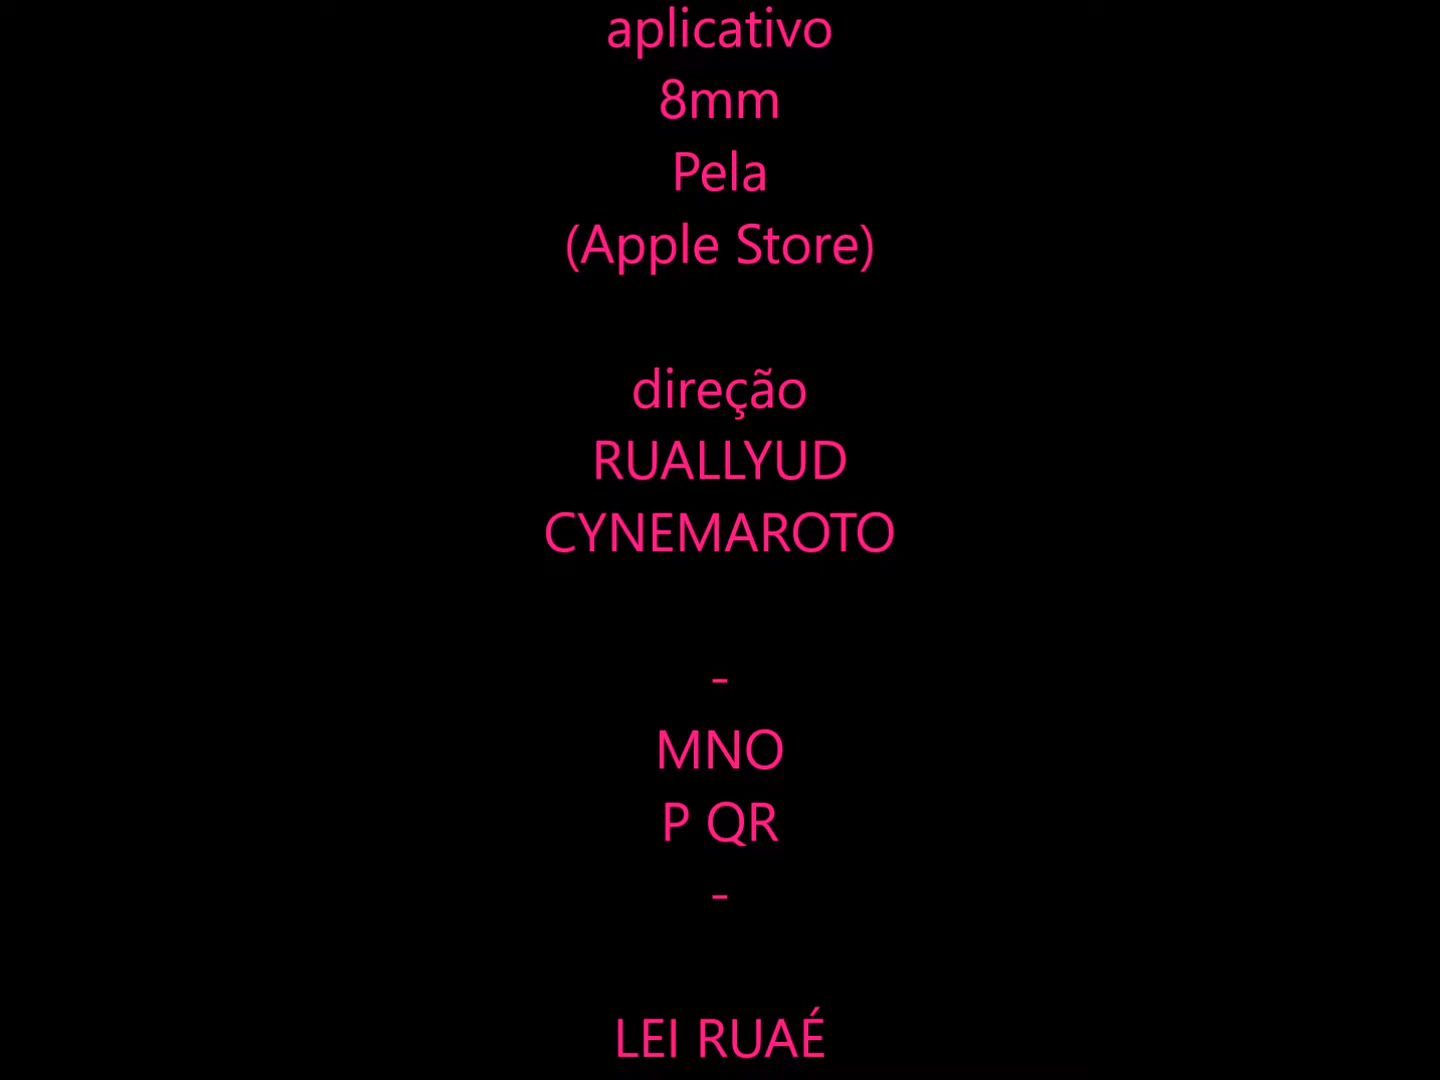 aplicativo
8mm
Pela
(Apple Store)
direção
RUALLYUD
CYNEMAROTO
-
MNO
P QR
-
LEI RUAÉ